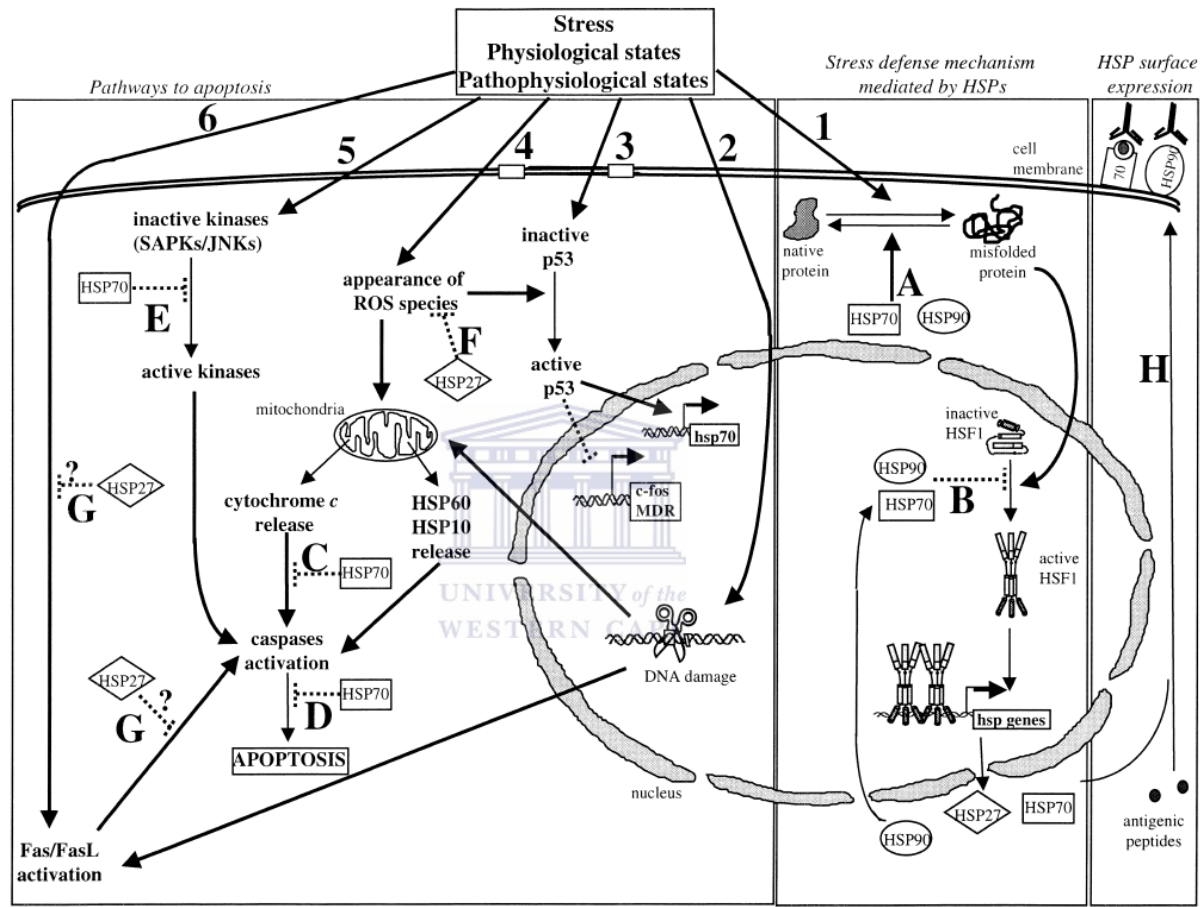 Stress
Physiological states
Pathophysiological states
Pathways to apoptosis
Stress defense mechanism
mediated by HSPs
HSP surface
expression
6
5
4
3
2
1
cell
membrane
70
HSP90
inactive kinases
(SAPKs/JNKs)
HSP70
E
active kinases
inactive
p53
appearance of
ROS species
F
HSP27
active
p53
mitochondria
hsp70
c-fos
MDR
native
protein
misfolded
protein
A
HSP70
HSP90
H
inactive
HSF1
HSP90
HSP70
B
active
HSF1
?
HSP27
G
cytochrome c
release
HSP60
HSP10
release
C
HSP70
UNIVERSITY of the
WESTERN CAPE
caspases
activation
DNA damage
HSP27
?
G
HSP70
D
APOPTOSIS
hsp genes
nucleus
HSP27
HSP70
HSP90
antigenic
peptides
Fas/FasL
activation